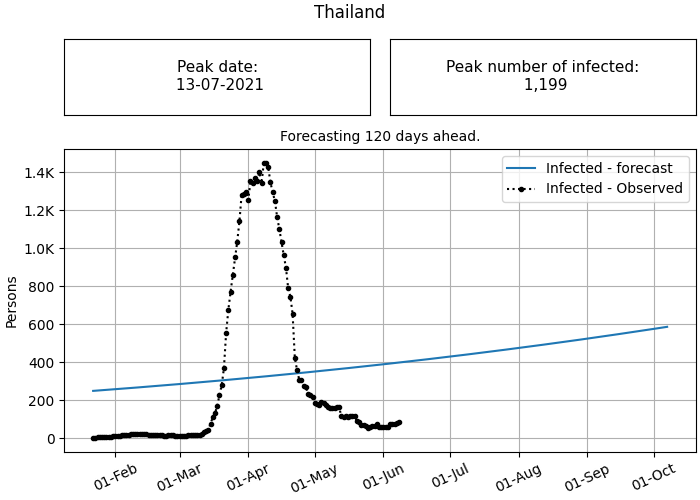 Thailand
Peak date:
13-07-2021
Peak number of infected:
1,199
Forecasting 120 days ahead.
Infected - forecast
Infected - Observed
1.4K
1.2K
1.0K
800
600
400
200
0
Persons
01-Feb
01-Mar
01-Apr
01-May
01-Jun
01-Jul
01-Aug
01-Sep
01-Oct